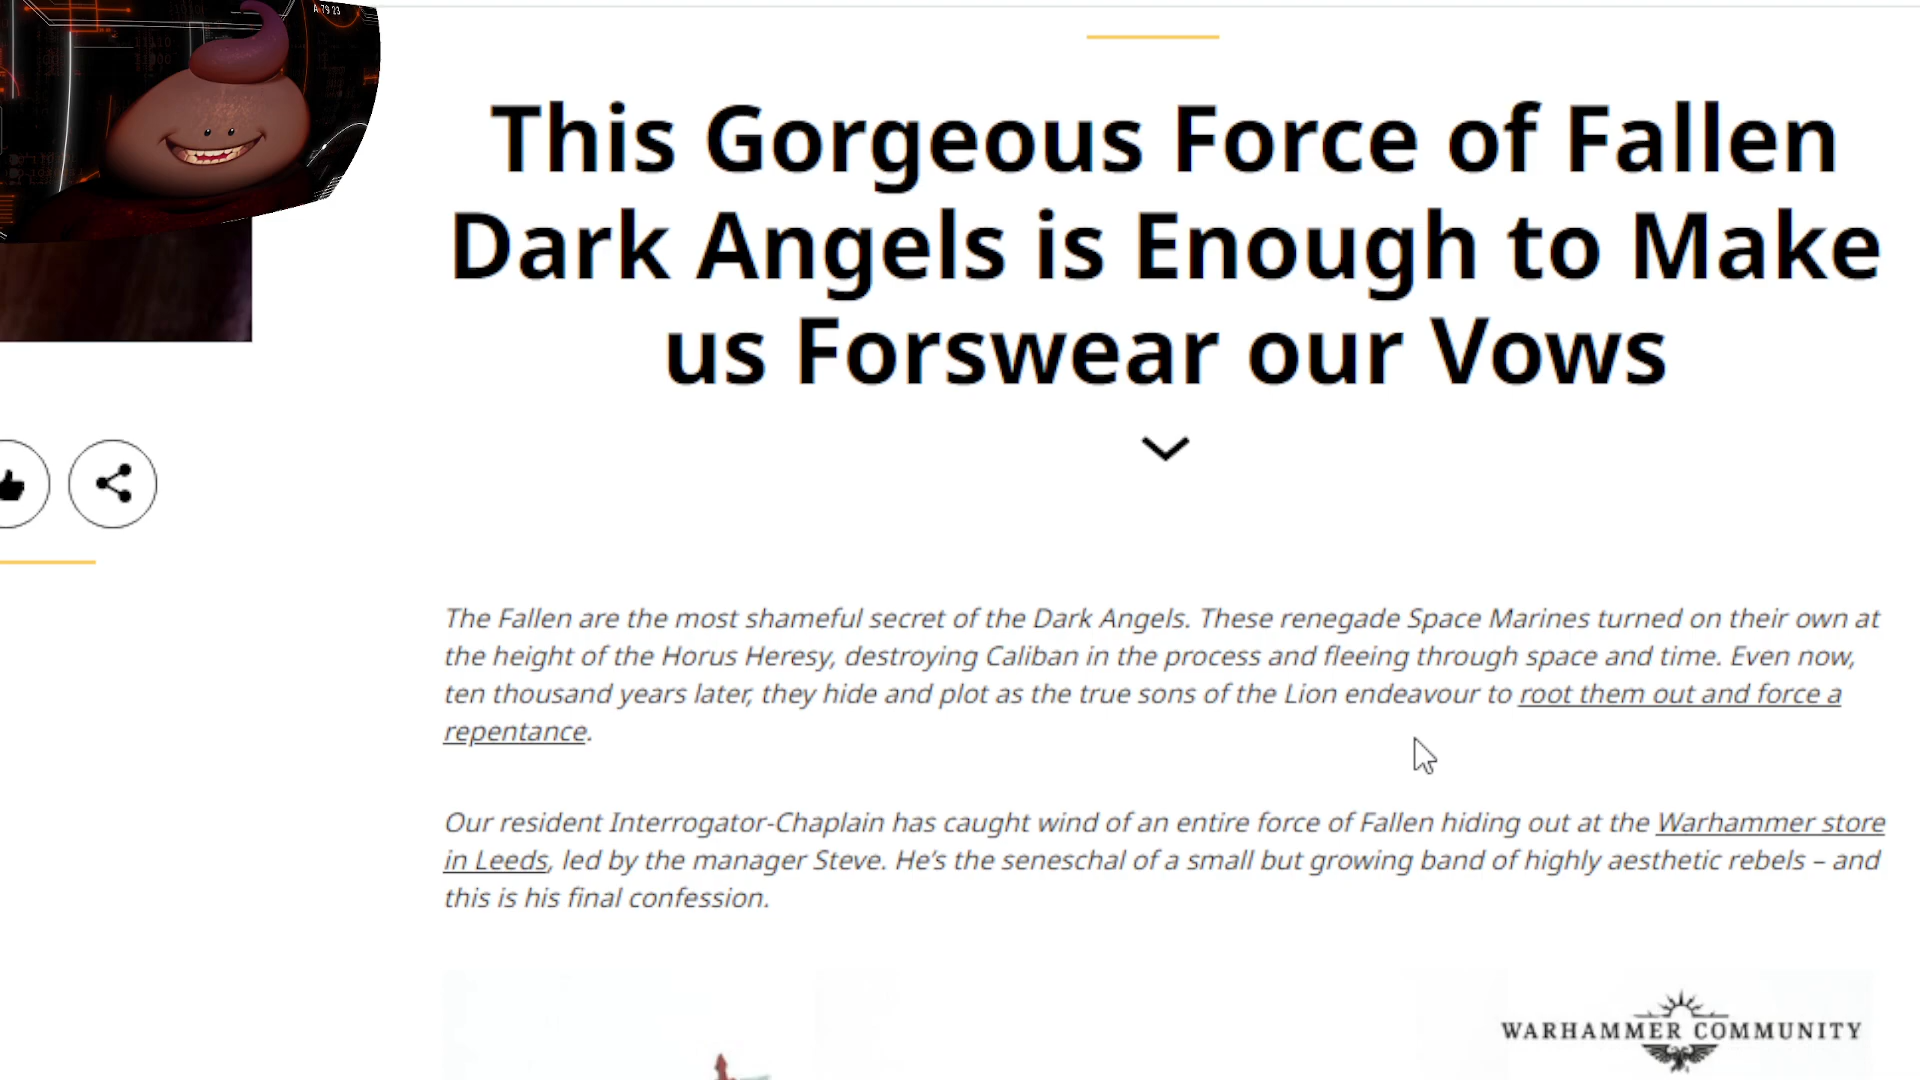 A-79 23
This Gorgeous Force of Fallen
Dark Angels is Enough to Make
us Forswear our Vows
The Fallen are the most shameful secret of the Dark Angels. These renegade Space Marines turned on their own at
the height of the Horus Heresy, destroying Caliban in the process and fleeing through space and time. Even now,
ten thousand years later, they hide and plot as the true sons of the Lion endeavour to root them out and force a
repentance.
Our resident Interrogator-Chaplain has caught wind of an entire force of Fallen hiding out at the Warhammer store
in Leeds, led by the manager Steve. He’s the seneschal of a small but growing band of highly aesthetic rebels – and
this is his final confession.
WARHAMMER COMMUNITY